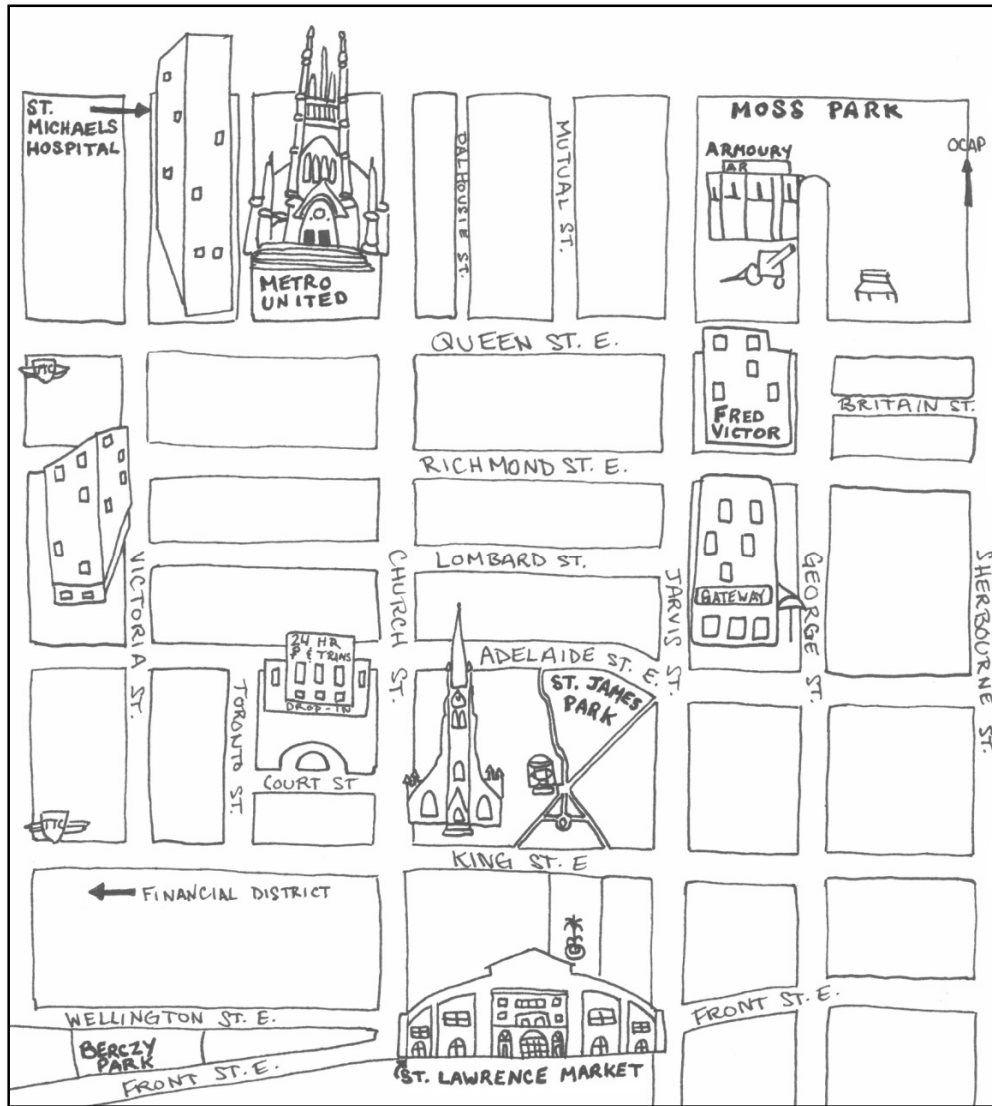 ST.
MICHAELS
HOSPITAL
METRO
UNITED
DALHOUSIE ST.
MUTUAL ST.
MOSS PARK
ARMOURY
AR
OCAP
QUEEN ST. E.
TTC
FRED
VICTOR
BRITAIN ST.
RICHMOND ST. E.
VICTORIA ST.
CHURCH ST.
LOMBARD ST.
JARVIS ST.
GATEWAY
GEORGE ST.
SHERBOURNE ST.
24 HR
P & TRANS
DROP-IN
TORONTO ST.
ADELAIDE ST. E.
ST. JAMES
PARK
COURT ST
TTC
KING ST. E
FINANCIAL DISTRICT
WELLINGTON ST. E.
FRONT ST. E.
BERCZY
PARK
FRONT ST. E.
ST. LAWRENCE MARKET